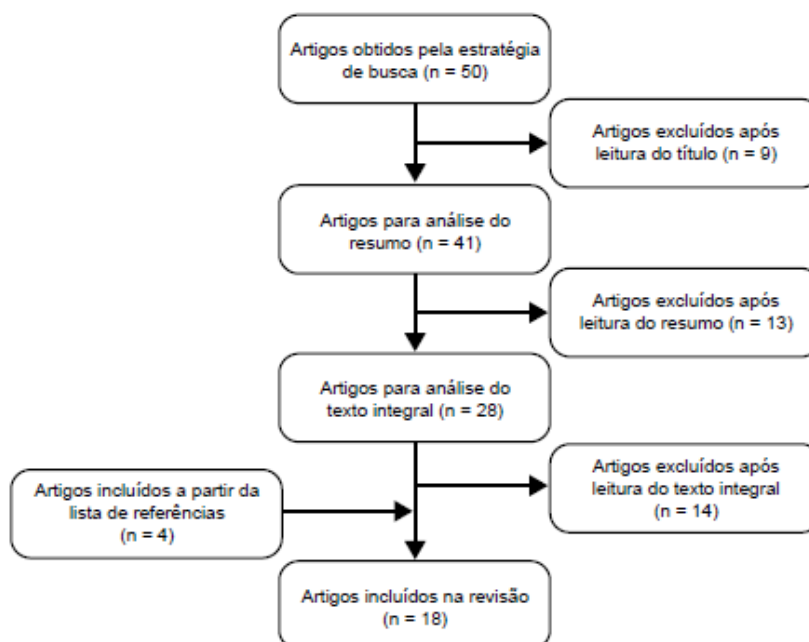 Artigos obtidos pela estratégia
de busca (n = 50)
Artigos excluídos após
leitura do título (n = 9)
Artigos para análise do
resumo (n = 41)
Artigos excluídos após
leitura do resumo (n = 13)
Artigos para análise do
texto integral (n = 28)
Artigos excluídos após
leitura do texto integral
(n = 14)
Artigos incluídos a partir da
lista de referências
(n = 4)
Artigos incluídos na revisão
(n = 18)